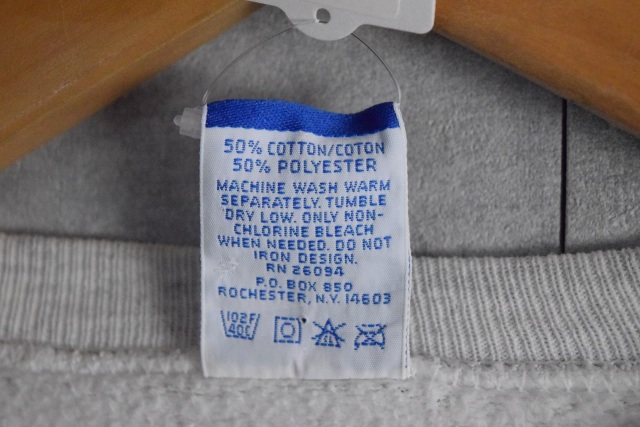 50% COTTON/COTON
50% POLYESTER
MACHINE WASH WARM
SEPARATELY. TUMBLE
DRY LOW. ONLY NON-
CHLORINE BLEACH
WHEN NEEDED. DO NOT
IRON DESIGN.
RN 26094
P.O. BOX 850
ROCHESTER, N.Y. 14603
102F
40C